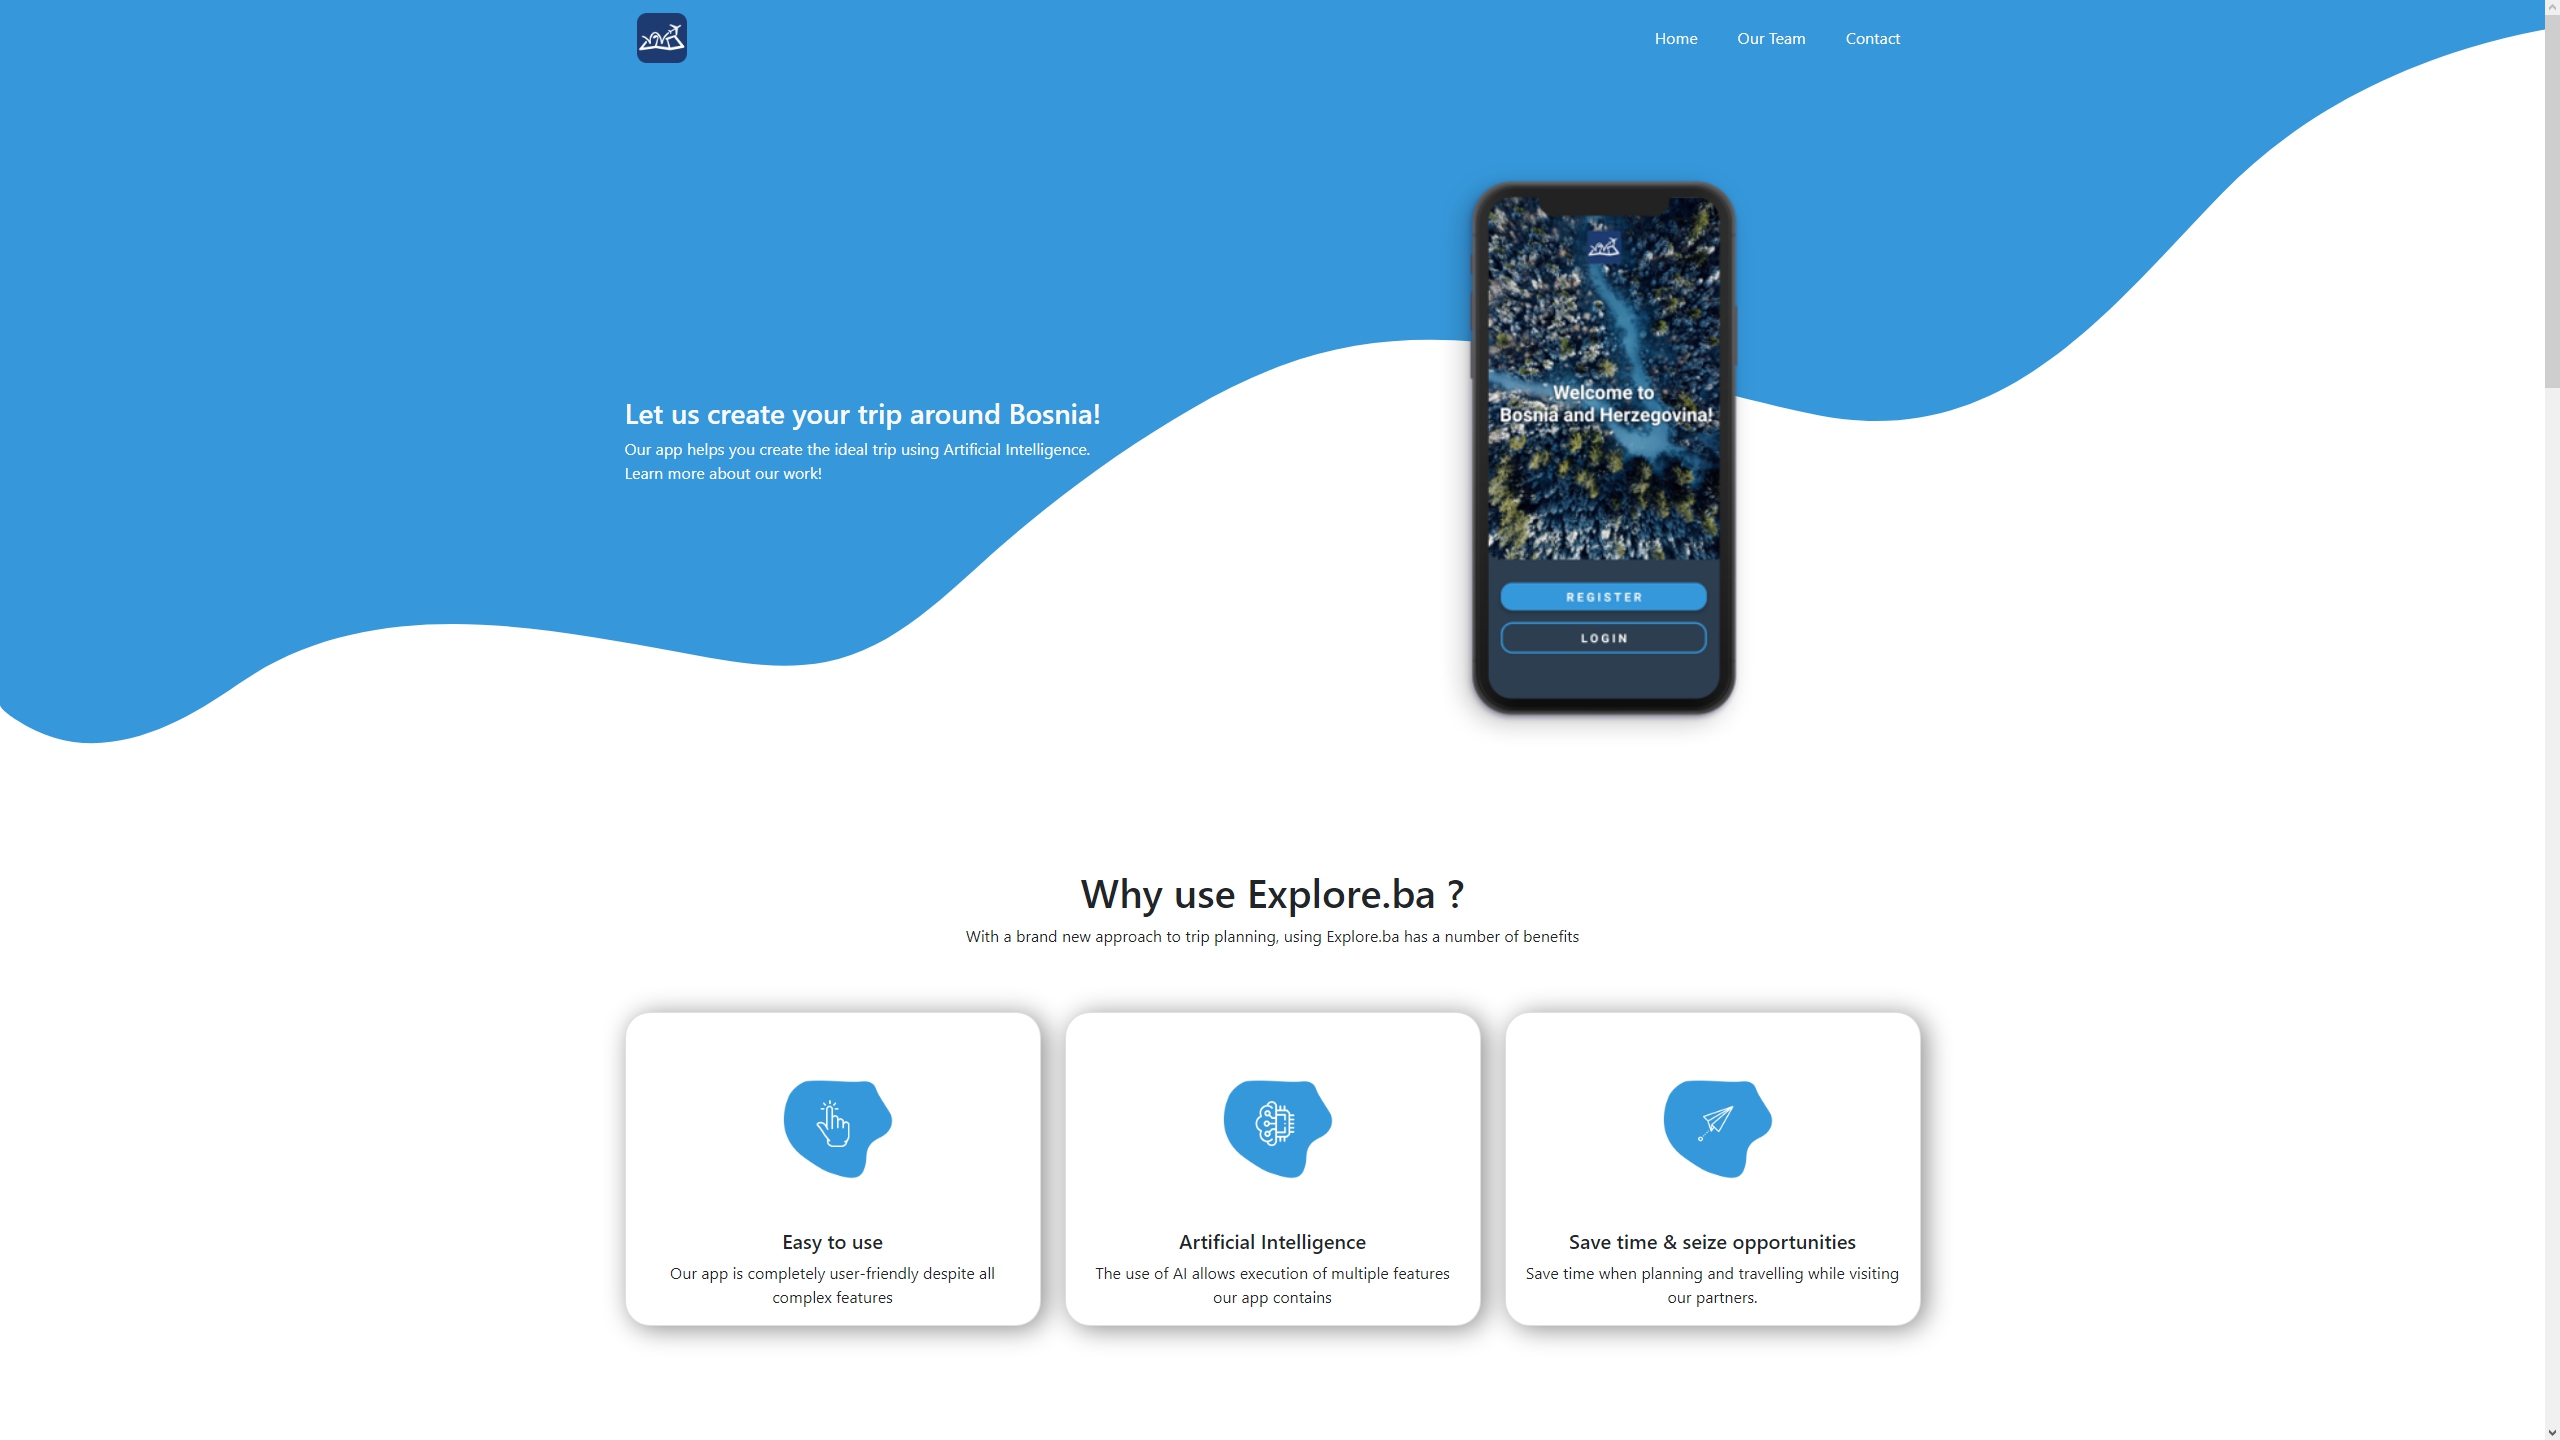 Home
Our Team
Contact
Let us create your trip around Bosnia!
Our app helps you create the ideal trip using Artificial Intelligence.
Learn more about our work!
Welcome to
Bosnia and Herzegovina!
REGISTER
LOGIN
Why use Explore.ba ?
With a brand new approach to trip planning, using Explore.ba has a number of benefits
Easy to use
Our app is completely user-friendly despite all
complex features
Artificial Intelligence
The use of AI allows execution of multiple features
our app contains
Save time & seize opportunities
Save time when planning and travelling while visiting
our partners.